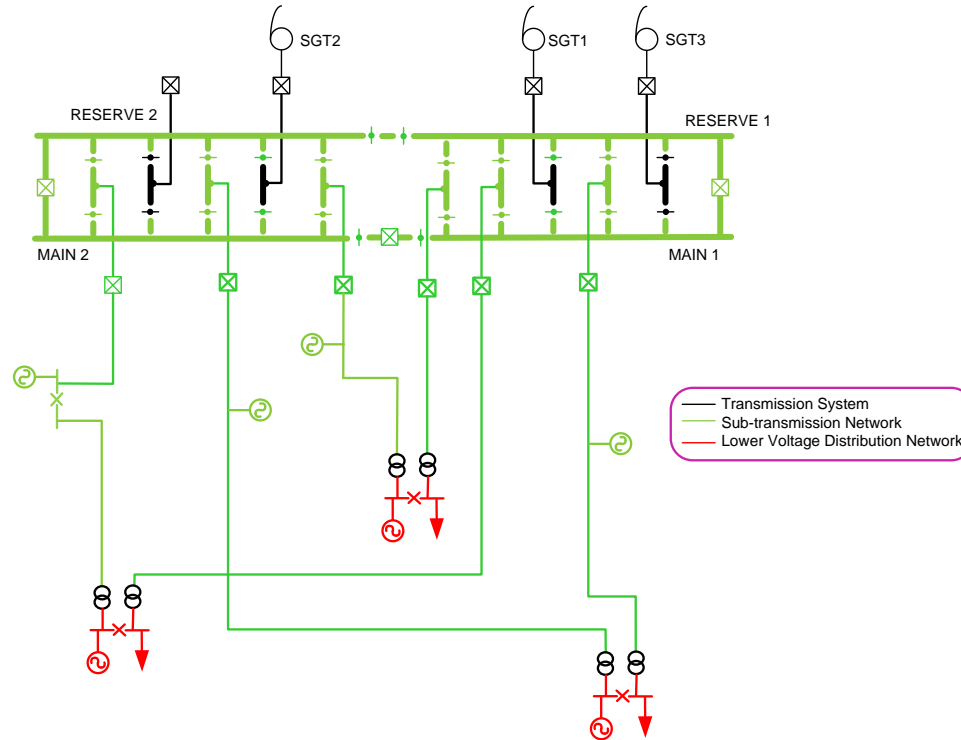 SGT2
SGT1
SGT3
RESERVE 2
RESERVE 1
MAIN 2
MAIN 1
Transmission System
Sub-transmission Network
Lower Voltage Distribution Network